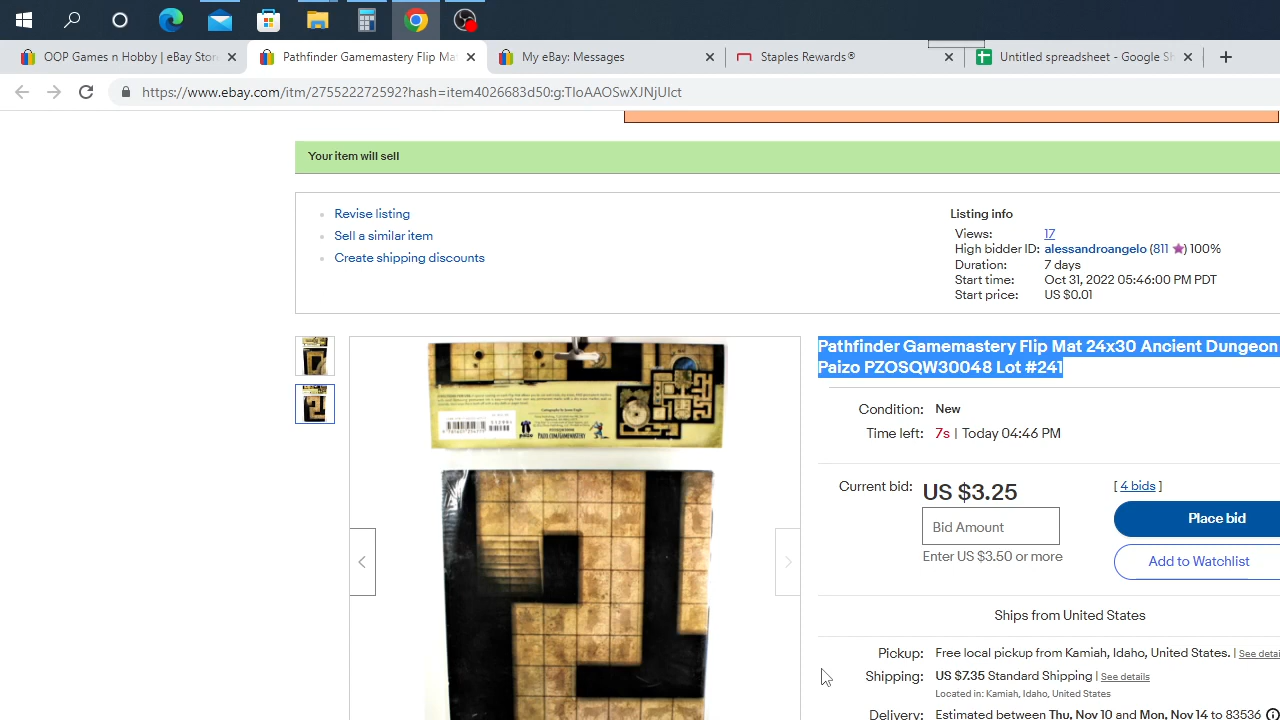 OOP Games n Hobby | eBay Stor
Pathfinder Gamemastery Flip Ma
My eBay: Messages
Staples Rewards®
Untitled spreadsheet - Google Sh
https://www.ebay.com/itm/275522272592?hash=item4026683d50:g:TIoAAOSwXJNjUIct
Your item will sell
Revise listing
Sell a similar item
Create shipping discounts
Listing info
Views: 17
High bidder ID: alessandroangelo (811 ) 100%
Duration: 7 days
Start time: Oct 31, 2022 05:46:00 PM PDT
Start price: US $0.01
Pathfinder Gamemastery Flip Mat 24x30 Ancient Dungeon
Paizo PZOSQW30048 Lot #241
Condition: New
Time left: 7s | Today 04:46 PM
Current bid: US $3.25
[ 4 bids ]
Bid Amount
Place bid
Enter US $3.50 or more
Add to Watchlist
Ships from United States
Pickup: Free local pickup from Kamiah, Idaho, United States. | See detai
Shipping: US $7.35 Standard Shipping | See details
Located in: Kamiah, Idaho, United States
Delivery: Estimated between Thu, Nov 10 and Mon, Nov 14 to 83536
paizo
Paizo.com/GameMastery